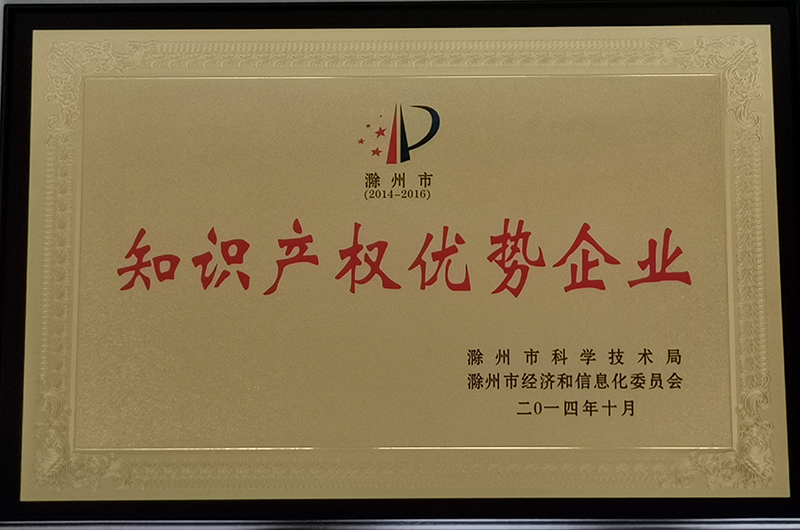 滁州市
(2014-2016)
知识产权优势企业
滁州市科学技术局
滁州市经济和信息化委员会
二0一四年十月